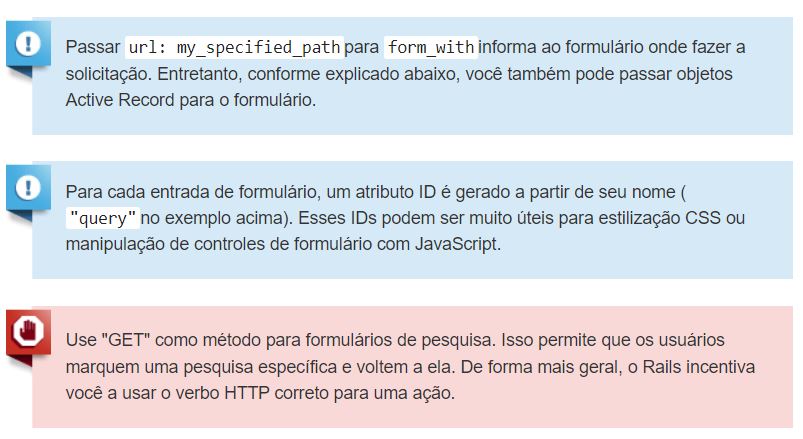 Passar url: my_specified_path para form_with informa ao formulário onde fazer a
solicitação. Entretanto, conforme explicado abaixo, você também pode passar objetos
Active Record para o formulário.
Para cada entrada de formulário, um atributo ID é gerado a partir de seu nome (
"query" no exemplo acima). Esses IDs podem ser muito úteis para estilização CSS ou
manipulação de controles de formulário com JavaScript.
Use "GET" como método para formulários de pesquisa. Isso permite que os usuários
marquem uma pesquisa específica e voltem a ela. De forma mais geral, o Rails incentiva
você a usar o verbo HTTP correto para uma ação.